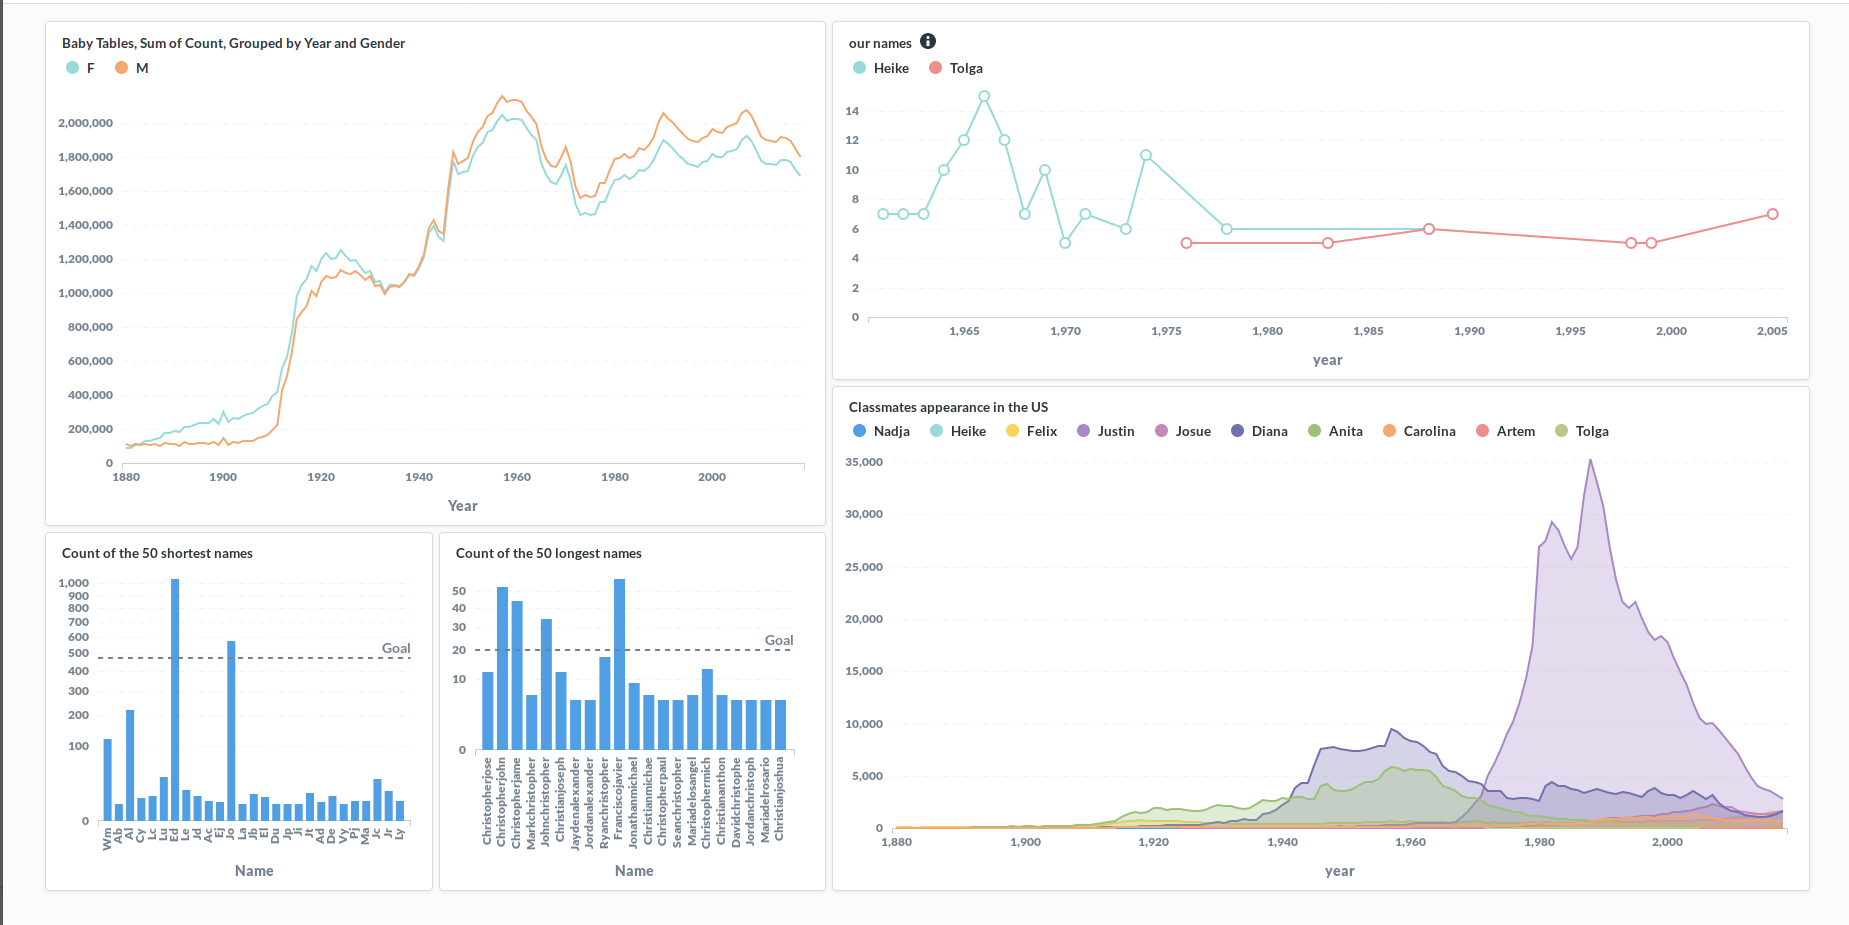 Baby Tables, Sum of Count, Grouped by Year and Gender
F M
2,000,000
1,800,000
1,600,000
1,400,000
1,200,000
1,000,000
800,000
600,000
400,000
200,000
0
1880 1900 1920 1940 1960 1980 2000
Year
our names
Heike Tolga
14
12
10
8
6
4
2
0
1,965 1,970 1,975 1,980 1,985 1,990 1,995 2,000 2,005
year
Classmates appearance in the US
Nadja Heike Felix Justin Josue Diana Anita Carolina Artem Tolga
35,000
30,000
25,000
20,000
15,000
10,000
5,000
0
1,880 1,900 1,920 1,940 1,960 1,980 2,000
year
Count of the 50 shortest names
1,000
900
800
700
600
500
400
300
200
100
0
Goal
Wm Ab Al Cy Lc Lu Ed Le Jd Ac Ej Jo La Jb El Du Jp Ji Jt Ad De Vy Pj Ma Jc Jr Ly
Name
Count of the 50 longest names
50
40
30
20
10
0
Goal
Christopherjose
Christopherjohn
Christopherjame
Markchristopher
Johnchristopher
Christianjoseph
Jaydenalexander
Jordanalexander
Ryanchristopher
Franciscojavier
Jonathanmichael
Christianmichae
Christopherpaul
Seanchristopher
Mariadelosangel
Christophermich
Christiananthon
Davidchristophe
Jordanchristoph
Mariadelrosario
Christianjoshua
Name